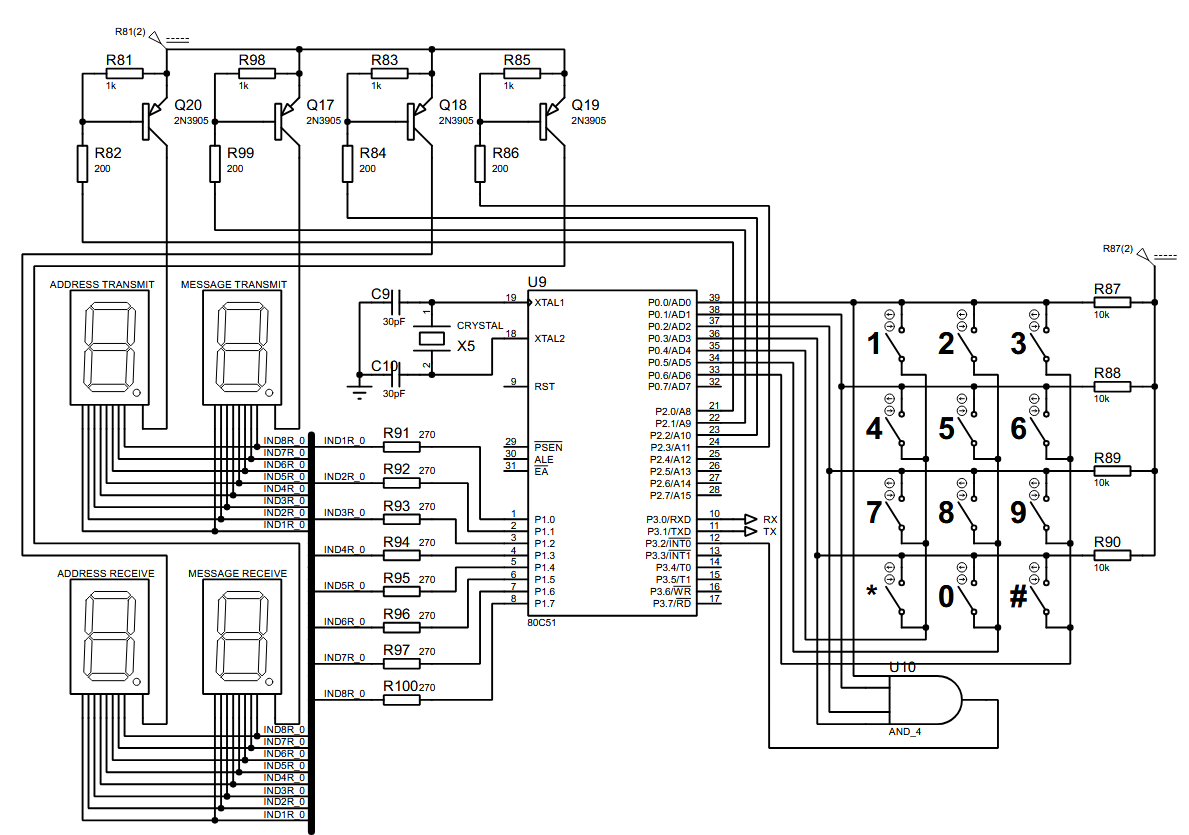 R81(2)
R81
1k
R98
1k
R83
1k
R85
1k
Q20
2N3905
Q17
2N3905
Q18
2N3905
Q19
2N3905
R82
200
R99
200
R84
200
R86
200
ADDRESS TRANSMIT
MESSAGE TRANSMIT
IND8R_0
IND7R_0
IND6R_0
IND5R_0
IND4R_0
IND3R_0
IND2R_0
IND1R_0
ADDRESS RECEIVE
MESSAGE RECEIVE
IND8R_0
IND7R_0
IND6R_0
IND5R_0
IND4R_0
IND3R_0
IND2R_0
IND1R_0
C9
30pF
C10
30pF
1
CRYSTAL
X5
2
IND1R_0
R91
270
IND2R_0
R92
270
IND3R_0
R93
270
IND4R_0
R94
270
IND5R_0
R95
270
IND6R_0
R96
270
IND7R_0
R97
270
IND8R_0
R100
270
U9
19 XTAL1
18 XTAL2
9 RST
29 PSEN
30 ALE
31 EA
1 P1.0
2 P1.1
3 P1.2
4 P1.3
5 P1.4
6 P1.5
7 P1.6
8 P1.7
P0.0/AD0 39
P0.1/AD1 38
P0.2/AD2 37
P0.3/AD3 36
P0.4/AD4 35
P0.5/AD5 34
P0.6/AD6 33
P0.7/AD7 32
P2.0/A8 21
P2.1/A9 22
P2.2/A10 23
P2.3/A11 24
P2.4/A12 25
P2.5/A13 26
P2.6/A14 27
P2.7/A15 28
P3.0/RXD 10
RX
P3.1/TXD 11
TX
P3.2/INT0 12
P3.3/INT1 13
P3.4/T0 14
P3.5/T1 15
P3.6/WR 16
P3.7/RD 17
80C51
R87(2)
R87
10k
1
2
3
R88
10k
4
5
6
R89
10k
7
8
9
R90
10k
*
0
#
U10
AND_4